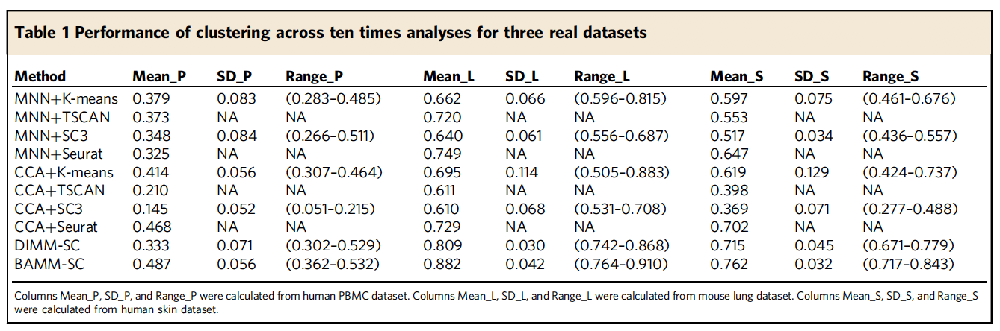 Table 1 Performance of clustering across ten times analyses for three real datasets
Method Mean_P SD_P Range_P Mean_L SD_L Range_L Mean_S SD_S Range_S
MNN+K-means 0.379 0.083 (0.283–0.485) 0.662 0.066 (0.596–0.815) 0.597 0.075 (0.461–0.676)
MNN+TSCAN 0.373 NA NA 0.720 NA NA 0.553 NA NA
MNN+SC3 0.348 0.084 (0.266–0.511) 0.640 0.061 (0.556–0.687) 0.517 0.034 (0.436–0.557)
MNN+Seurat 0.325 NA NA 0.749 NA NA 0.647 NA NA
CCA+K-means 0.414 0.056 (0.307–0.464) 0.695 0.114 (0.505–0.883) 0.619 0.129 (0.424–0.737)
CCA+TSCAN 0.210 NA NA 0.611 NA NA 0.398 NA NA
CCA+SC3 0.145 0.052 (0.051–0.215) 0.610 0.068 (0.531–0.708) 0.369 0.071 (0.277–0.488)
CCA+Seurat 0.468 NA NA 0.729 NA NA 0.702 NA NA
DIMM-SC 0.333 0.071 (0.302–0.529) 0.809 0.030 (0.742–0.868) 0.715 0.045 (0.671–0.779)
BAMM-SC 0.487 0.056 (0.362–0.532) 0.882 0.042 (0.764–0.910) 0.762 0.032 (0.717–0.843)
Columns Mean_P, SD_P, and Range_P were calculated from human PBMC dataset. Columns Mean_L, SD_L, and Range_L were calculated from mouse lung dataset. Columns Mean_S, SD_S, and Range_S
were calculated from human skin dataset.